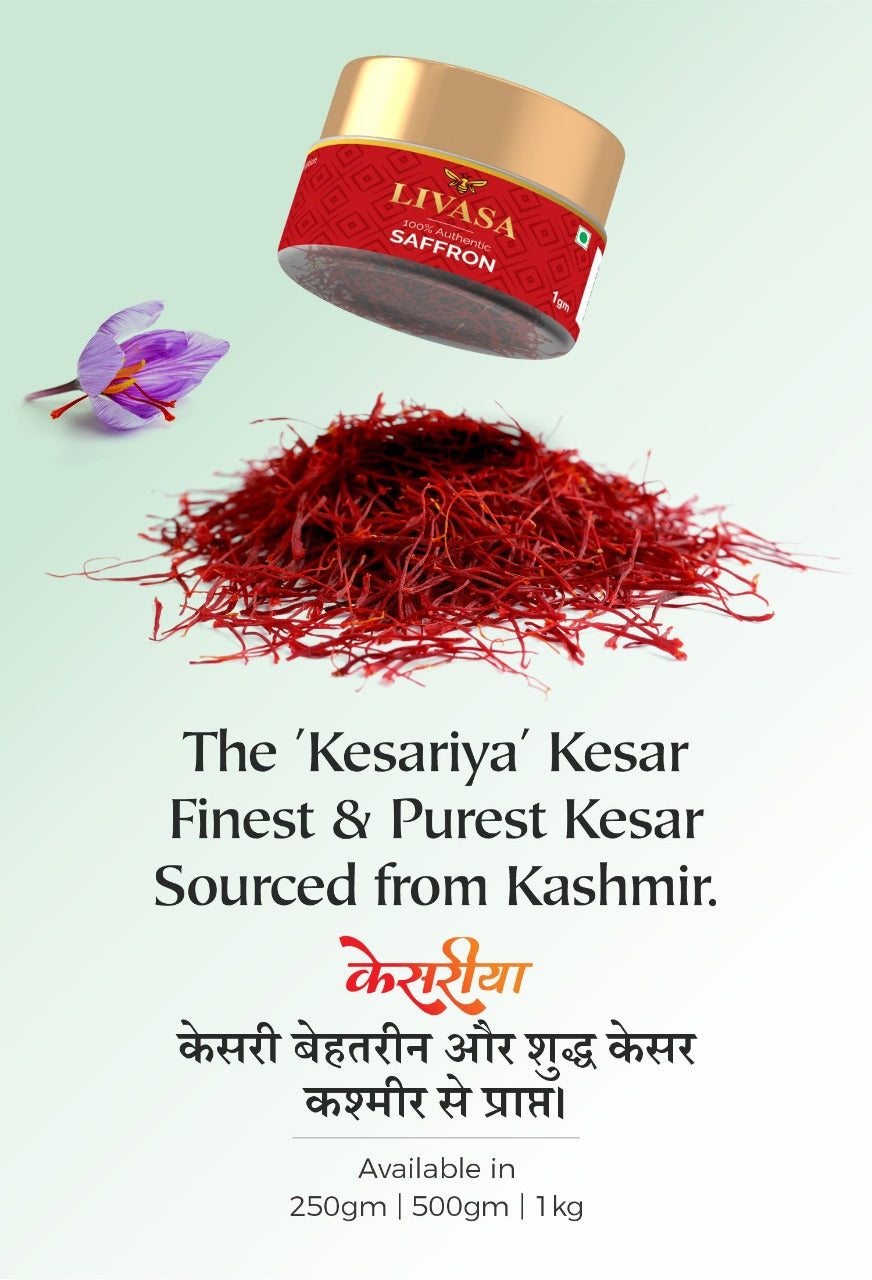 LIVASA
100% Authentic
SAFFRON
1gm
The 'Kesariya' Kesar
Finest & Purest Kesar
Sourced from Kashmir.
केसरीया
केसरी बेहतरीन और शुद्ध केसर
कश्मीर से प्राप्त।
Available in
250gm | 500gm | 1kg